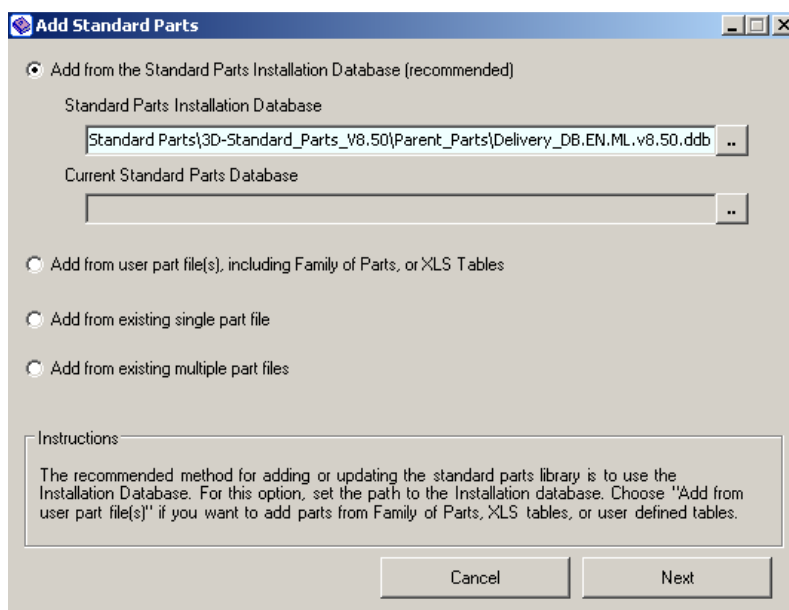 Add Standard Parts
Add from the Standard Parts Installation Database (recommended)
Standard Parts Installation Database
Standard Parts\3D-Standard_Parts_V8.50\Parent_Parts\Delivery_DB.EN.ML.v8.50.ddb
..
Current Standard Parts Database
..
Add from user part file(s), including Family of Parts, or XLS Tables
Add from existing single part file
Add from existing multiple part files
Instructions
The recommended method for adding or updating the standard parts library is to use the
Installation Database. For this option, set the path to the Installation database. Choose "Add from
user part file(s)" if you want to add parts from Family of Parts, XLS tables, or user defined tables.
Cancel
Next